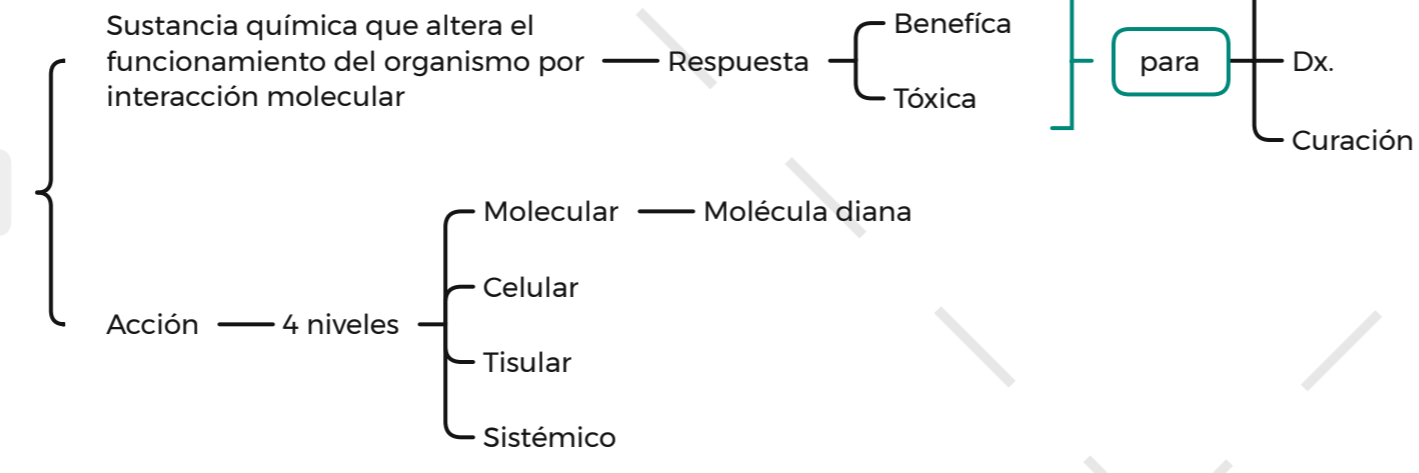 Sustancia química que altera el
funcionamiento del organismo por
interacción molecular
Respuesta
Benefíca
Tóxica
para
Dx.
Curación
Acción
4 niveles
Molecular
Molécula diana
Celular
Tisular
Sistémico